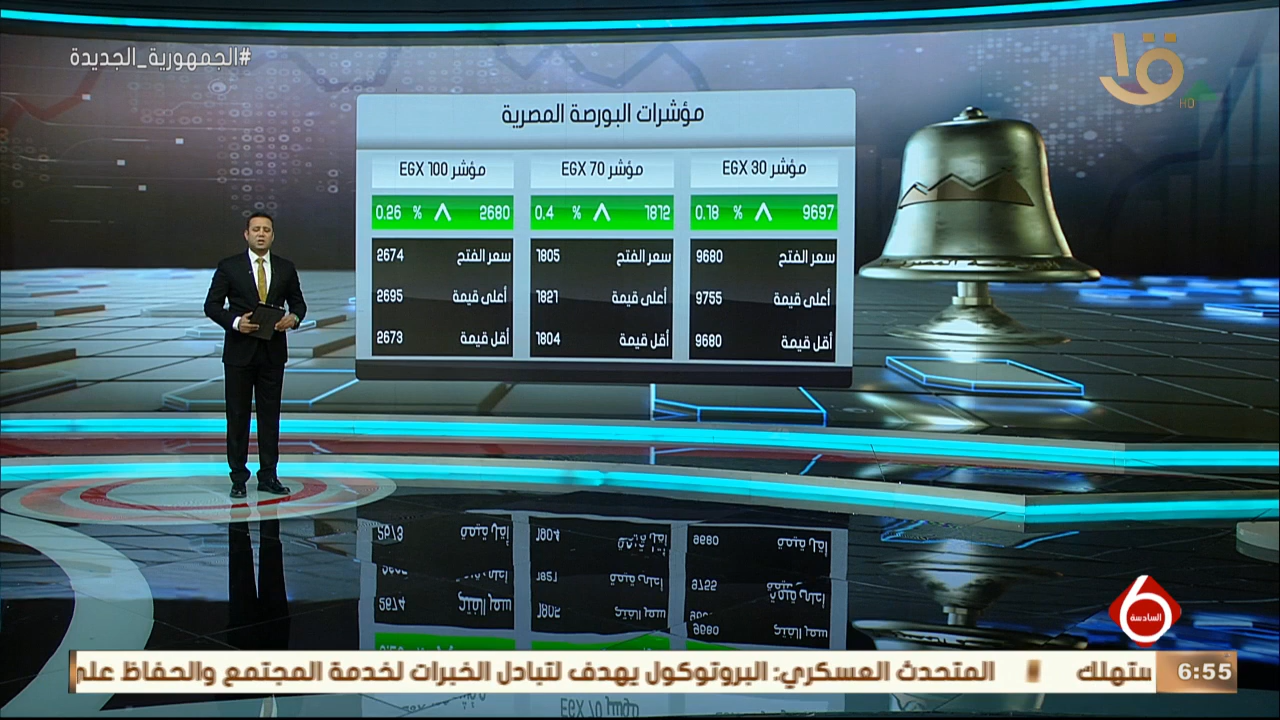 #الجمهورية_الجديدة
HD
مؤشرات البورصة المصرية
مؤشر EGX 30
9697 % 0.18
سعر الفتح 9680
أعلى قيمة 9755
أقل قيمة 9680
مؤشر EGX 70
1812 % 0.4
سعر الفتح 1805
أعلى قيمة 1821
أقل قيمة 1804
مؤشر EGX 100
2680 % 0.26
سعر الفتح 2674
أعلى قيمة 2695
أقل قيمة 2673
6 السادسة
6:55
ستهلك المتحدث العسكري: البروتوكول يهدف لتبادل الخبرات لخدمة المجتمع والحفاظ على